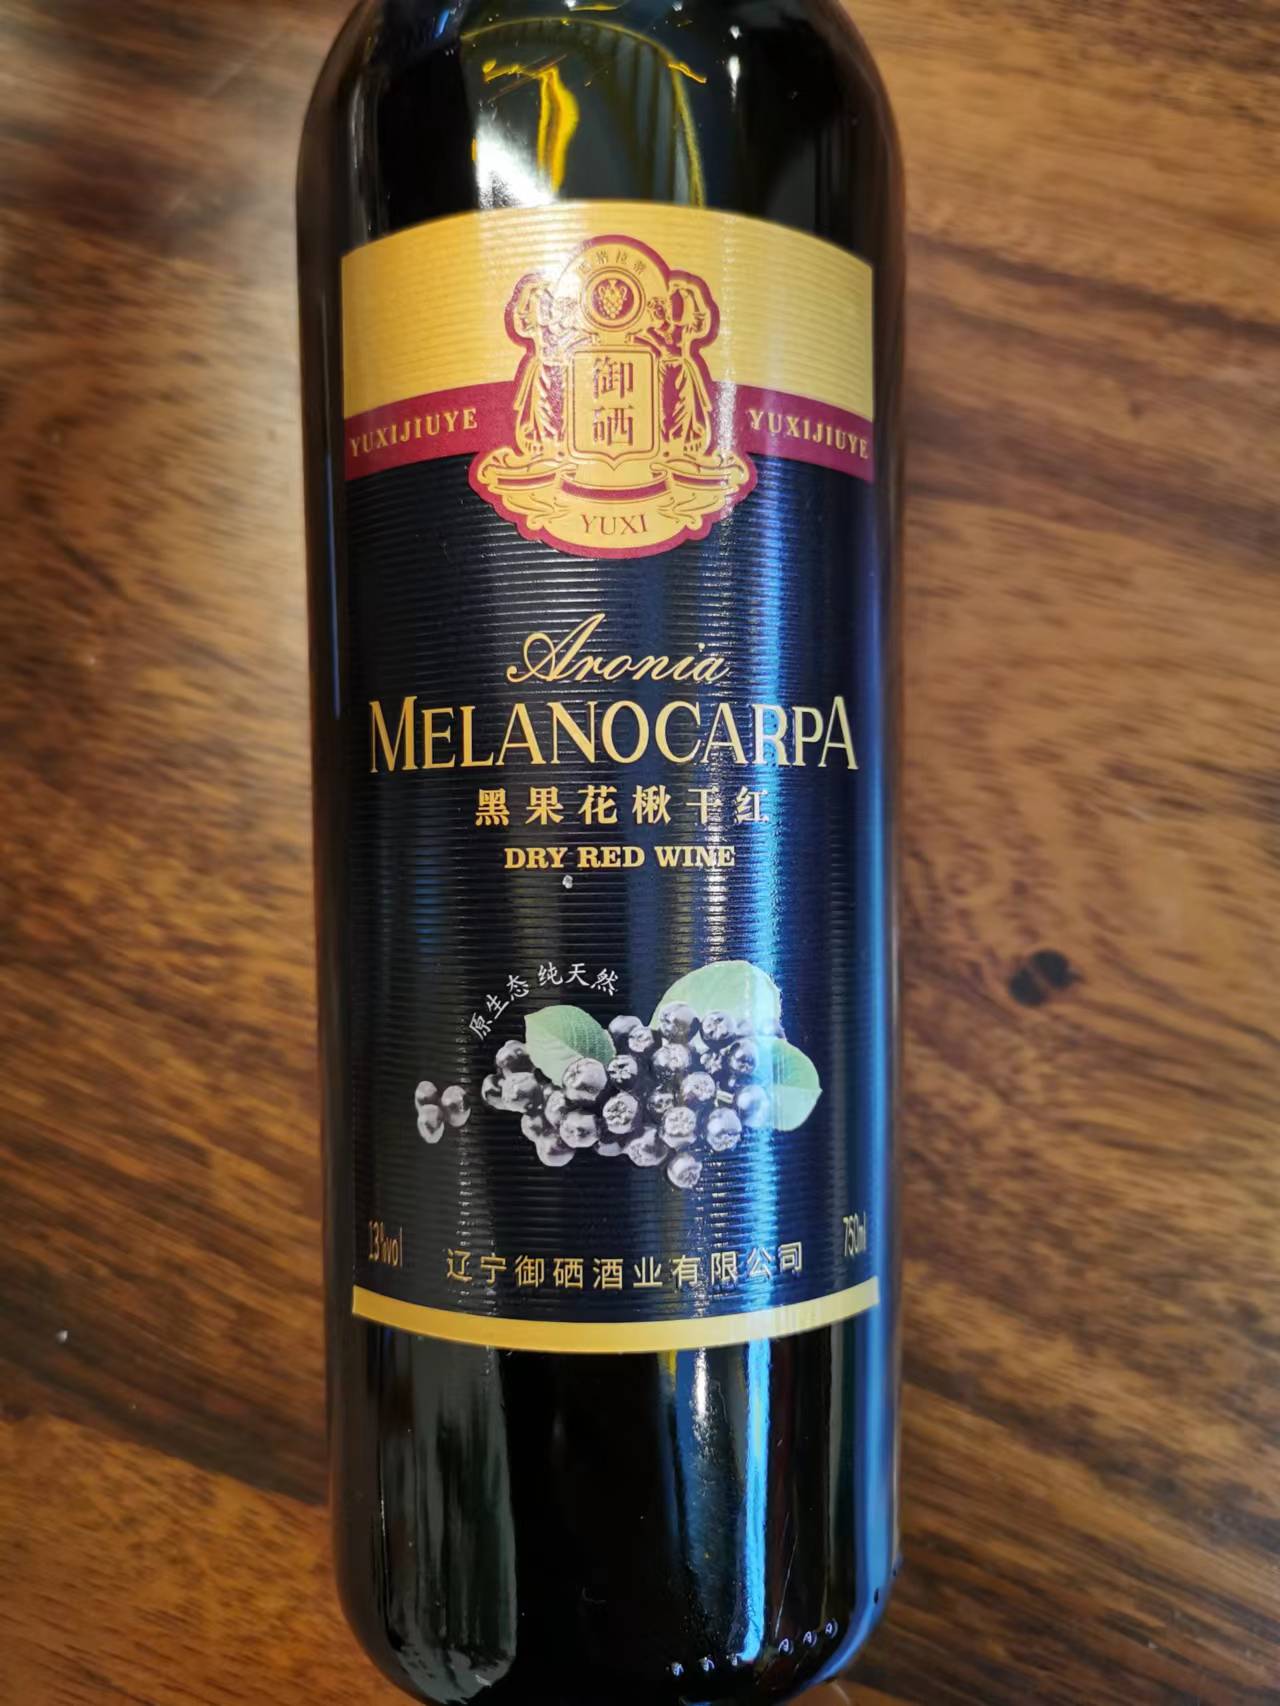 御
硒
YUXIJIUYE
YUXIJIUYE
YUXI
Aronia
MELANOCARPA
黑果花楸干红
DRY RED WINE
原生态 纯天然
13%vol
750ml
辽宁御硒酒业有限公司